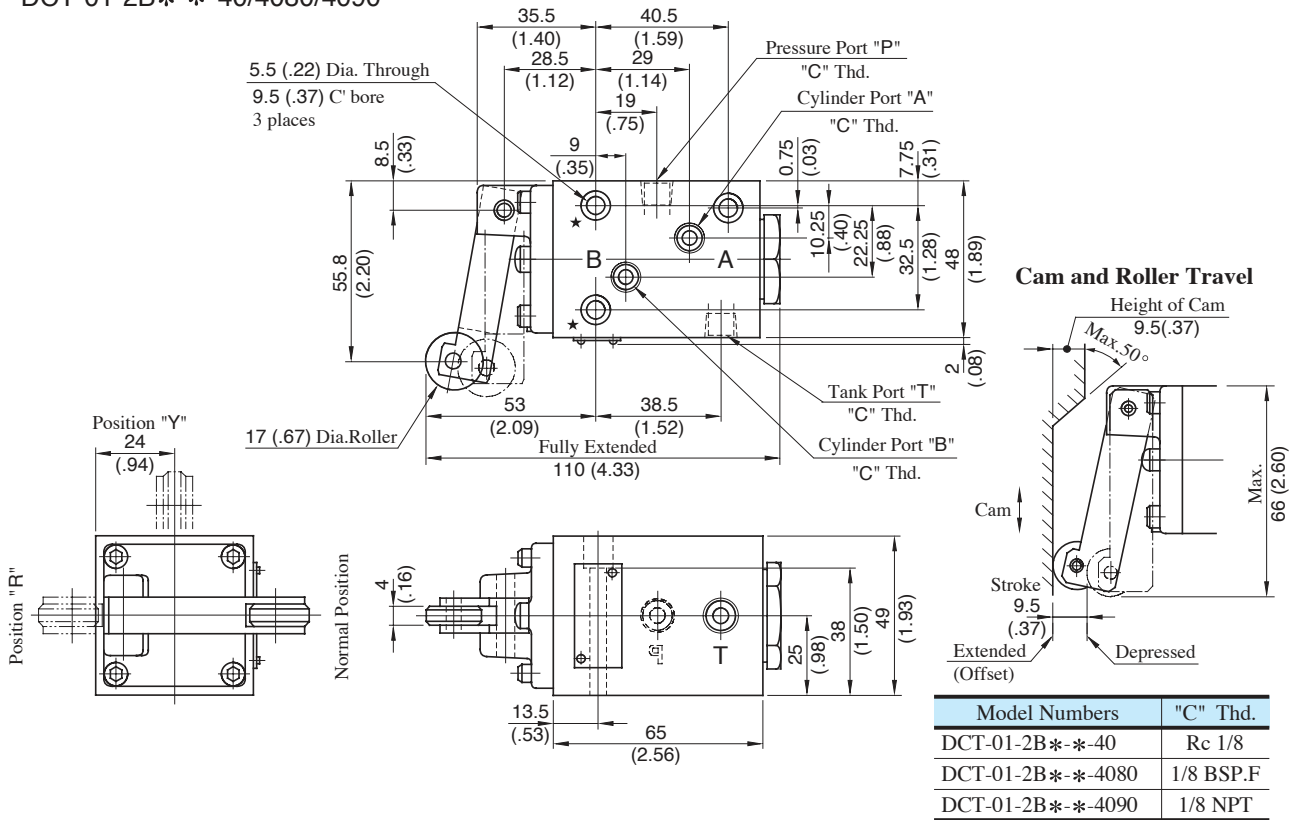 DCT-01-2B＊-＊-40/4080/4090
35.5
(1.40)
40.5
(1.59)
28.5
(1.12)
29
(1.14)
19
(.75)
9
(.35)
5.5 (.22) Dia. Through
9.5 (.37) C' bore
3 places
Pressure Port "P"
"C" Thd.
Cylinder Port "A"
"C" Thd.
8.5
(.33)
55.8
(2.20)
0.75
(.03)
7.75
(.31)
10.25
(.40)
22.25
(.88)
32.5
(1.28)
48
(1.89)
2
(.08)
★
B
A
★
17 (.67) Dia.Roller
53
(2.09)
38.5
(1.52)
Fully Extended
110 (4.33)
Tank Port "T"
"C" Thd.
Cylinder Port "B"
"C" Thd.
Cam and Roller Travel
Height of Cam
9.5(.37)
Max.50°
Cam
Max.
66 (2.60)
Stroke
9.5
(.37)
Extended
(Offset)
Depressed
Position "Y"
24
(.94)
Position "R"
Normal Position
4
(.16)
P
T
25
(.98)
38
(1.50)
49
(1.93)
13.5
(.53)
65
(2.56)
Model Numbers "C" Thd.
DCT-01-2B＊-＊-40 Rc 1/8
DCT-01-2B＊-＊-4080 1/8 BSP.F
DCT-01-2B＊-＊-4090 1/8 NPT